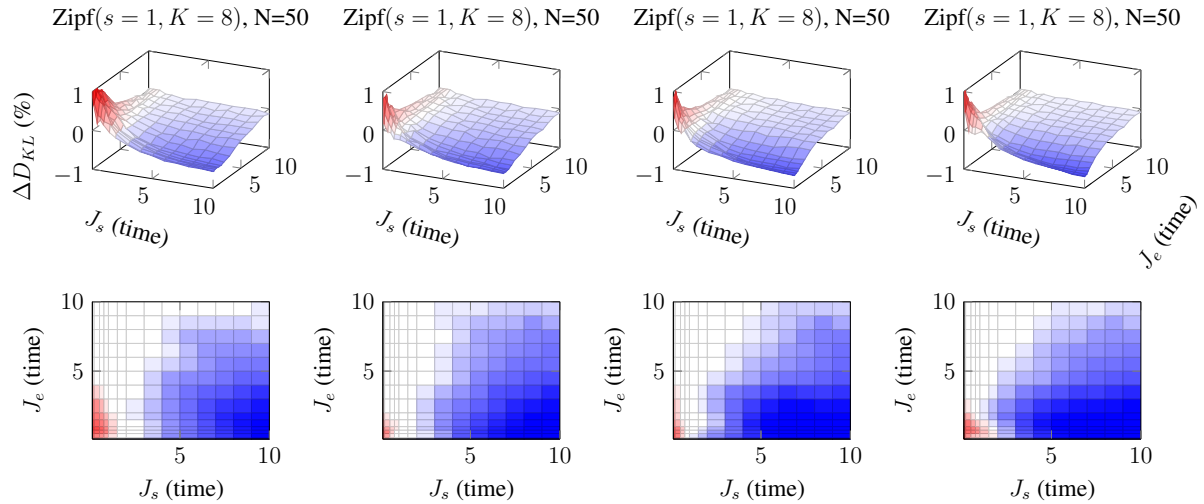 Zipf(s = 1, K = 8), N=50
Zipf(s = 1, K = 8), N=50
Zipf(s = 1, K = 8), N=50
Zipf(s = 1, K = 8), N=50
ΔD_{KL} (%)
1
0
−1
5
10
5
10
J_s (time)
1
0
−1
5
10
5
10
J_s (time)
1
0
−1
5
10
5
10
J_s (time)
1
0
−1
5
10
5
10
J_s (time)
J_e (time)
10
5
5
10
J_s (time)
J_e (time)
10
5
5
10
J_s (time)
J_e (time)
10
5
5
10
J_s (time)
J_e (time)
10
5
5
10
J_s (time)
J_e (time)